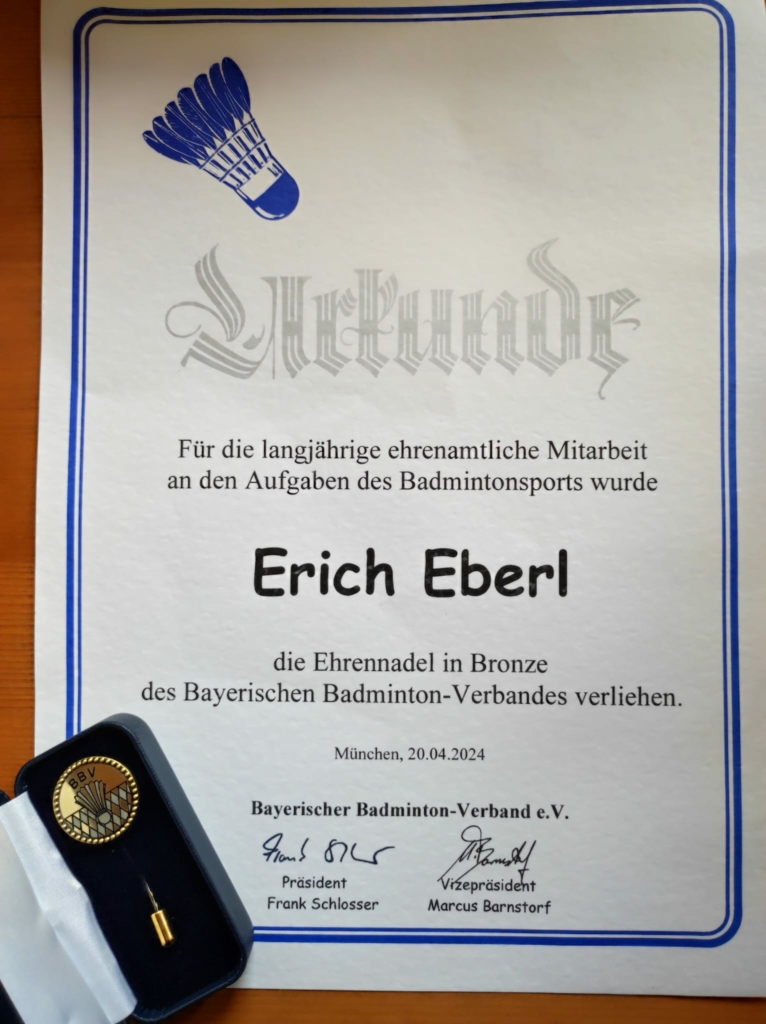 Urkunde
Für die langjährige ehrenamtliche Mitarbeit
an den Aufgaben des Badmintonsports wurde
Erich Eberl
die Ehrennadel in Bronze
des Bayerischen Badminton-Verbandes verliehen.
München, 20.04.2024
Bayerischer Badminton-Verband e.V.
Präsident
Vizepräsident
Frank Schlosser
Marcus Barnstorf
BBV